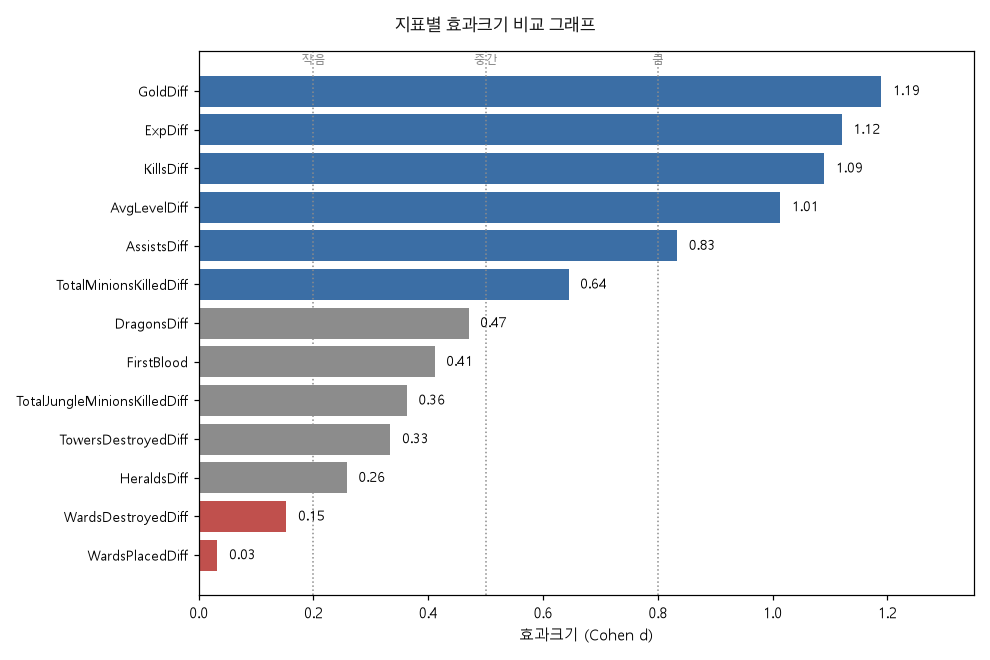 지표별 효과크기 비교 그래프
작음 중간 큼
GoldDiff 1.19
ExpDiff 1.12
KillsDiff 1.09
AvgLevelDiff 1.01
AssistsDiff 0.83
TotalMinionsKilledDiff 0.64
DragonsDiff 0.47
FirstBlood 0.41
TotalJungleMinionsKilledDiff 0.36
TowersDestroyedDiff 0.33
HeraldsDiff 0.26
WardsDestroyedDiff 0.15
WardsPlacedDiff 0.03
0.0 0.2 0.4 0.6 0.8 1.0 1.2
효과크기 (Cohen d)